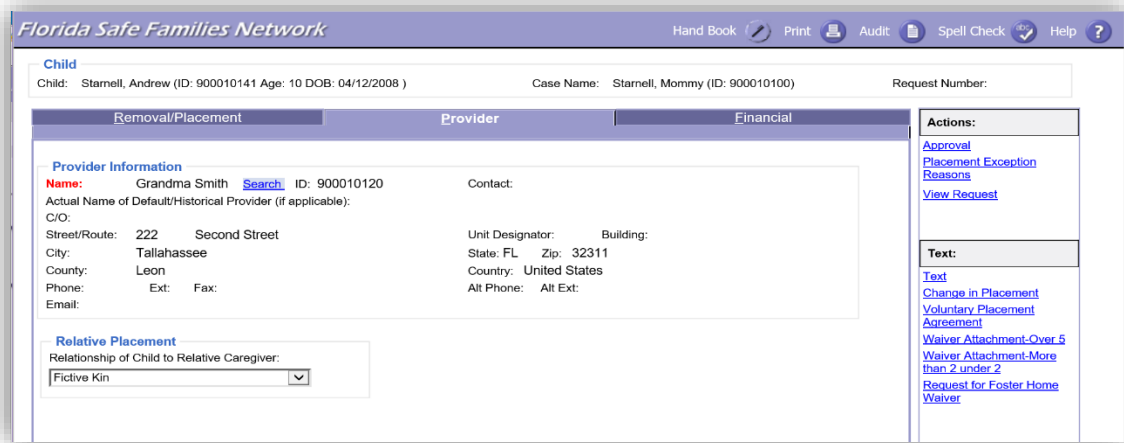 Florida Safe Families Network
Hand Book Print Audit Spell Check abc Help ?
Child
Child: Starnell, Andrew (ID: 900010141 Age: 10 DOB: 04/12/2008 ) Case Name: Starnell, Mommy (ID: 900010100) Request Number:
Removal/Placement Provider Financial
Provider Information
Name: Grandma Smith Search ID: 900010120 Contact:
Actual Name of Default/Historical Provider (if applicable):
C/O:
Street/Route: 222 Second Street Unit Designator: Building:
City: Tallahassee State: FL Zip: 32311
County: Leon Country: United States
Phone: Ext: Fax: Alt Phone: Alt Ext:
Email:
Relative Placement
Relationship of Child to Relative Caregiver:
Fictive Kin
Actions:
Approval
Placement Exception
Reasons
View Request
Text:
Text
Change in Placement
Voluntary Placement
Agreement
Waiver Attachment-Over 5
Waiver Attachment-More
than 2 under 2
Request for Foster Home
Waiver